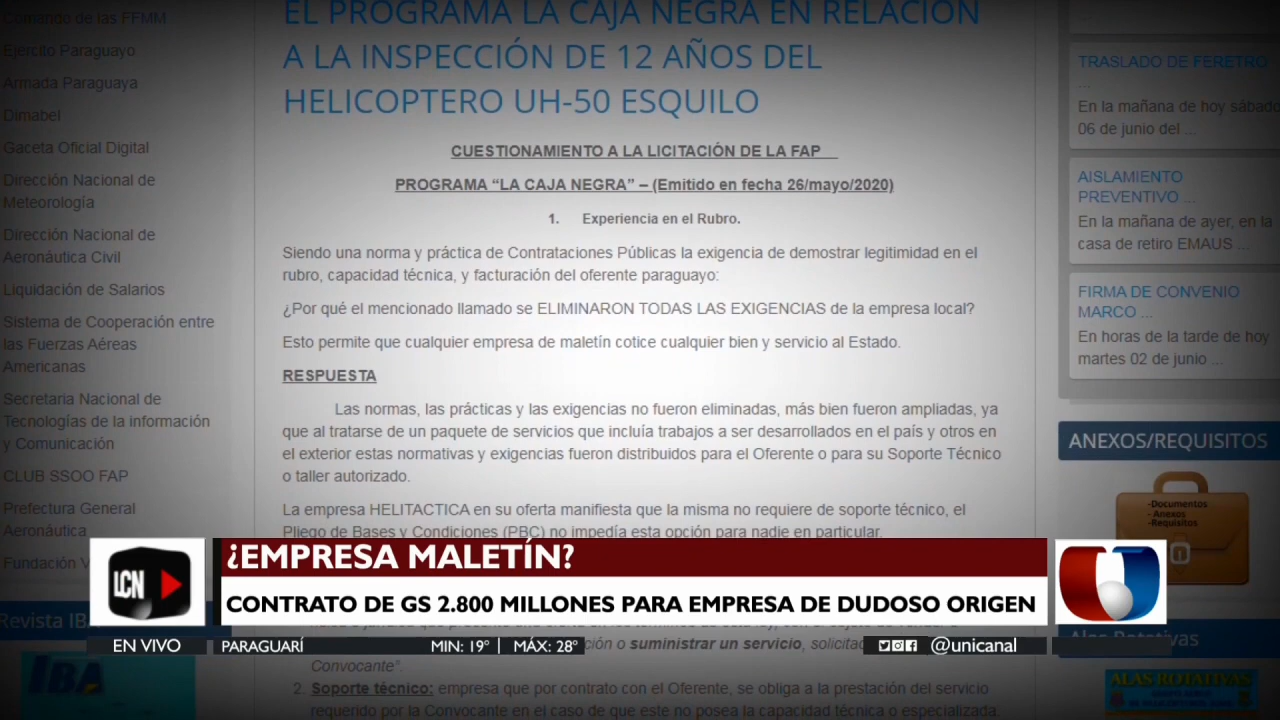 Comando de las FFMM
Ejército Paraguayo
Armada Paraguaya
Dimabel
Gaceta Oficial Digital
Dirección Nacional de
Meteorología
Dirección Nacional de
Aeronáutica Civil
Liquidación de Salarios
Sistema de Cooperación entre
las Fuerzas Aéreas
Americanas
Secretaria Nacional de
Tecnologías de la información
y Comunicación
CLUB SSOO FAP
Prefectura General
Aeronáutica
Fundación
Revista IBA
IBA
EL PROGRAMA LA CAJA NEGRA EN RELACIÓN
A LA INSPECCIÓN DE 12 AÑOS DEL
HELICOPTERO UH-50 ESQUILO
CUESTIONAMIENTO A LA LICITACIÓN DE LA FAP
PROGRAMA “LA CAJA NEGRA” – (Emitido en fecha 26/mayo/2020)
1. Experiencia en el Rubro.
Siendo una norma y práctica de Contrataciones Públicas la exigencia de demostrar legitimidad en el
rubro, capacidad técnica, y facturación del oferente paraguayo:
¿Por qué el mencionado llamado se ELIMINARON TODAS LAS EXIGENCIAS de la empresa local?
Esto permite que cualquier empresa de maletín cotice cualquier bien y servicio al Estado.
RESPUESTA
Las normas, las prácticas y las exigencias no fueron eliminadas, más bien fueron ampliadas, ya
que al tratarse de un paquete de servicios que incluía trabajos a ser desarrollados en el país y otros en
el exterior estas normativas y exigencias fueron distribuidos para el Oferente o para su Soporte Técnico
o taller autorizado.
La empresa HELITACTICA en su oferta manifiesta que la misma no requiere de soporte técnico, el
Pliego de Bases y Condiciones (PBC) no impedía esta opción para nadie en particular.
ción o suministrar un servicio, solicita
Convocante”.
2. Soporte técnico: empresa que por contrato con el Oferente, se obliga a la prestación del servicio
requerido por la Convocante en el caso de que este no posea la capacidad técnica o especializada.
TRASLADO DE FERETRO
...
En la mañana de hoy sábado
06 de junio del ...
AISLAMIENTO
PREVENTIVO ...
En la mañana de ayer, en la
casa de retiro EMAUS ...
FIRMA DE CONVENIO
MARCO ...
En horas de la tarde de hoy
martes 02 de junio ...
ANEXOS/REQUISITOS
-Documentos
- Anexos
-Requisitos
Alas Rotativas
ALAS ROTATIVAS
LCN
¿EMPRESA MALETÍN?
CONTRATO DE GS 2.800 MILLONES PARA EMPRESA DE DUDOSO ORIGEN
EN VIVO PARAGUARÍ MIN: 19° | MÁX: 28° @unicanal